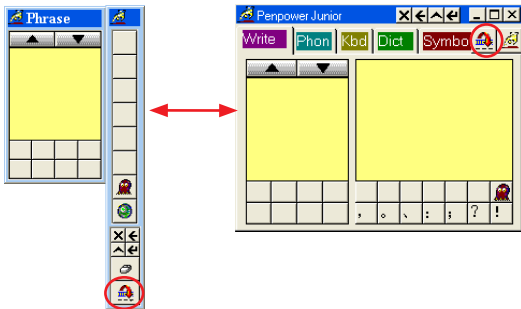 Phrase
Penpower Junior
Write Phon Kbd Dict Symbo
, 。 、 : ; ? !